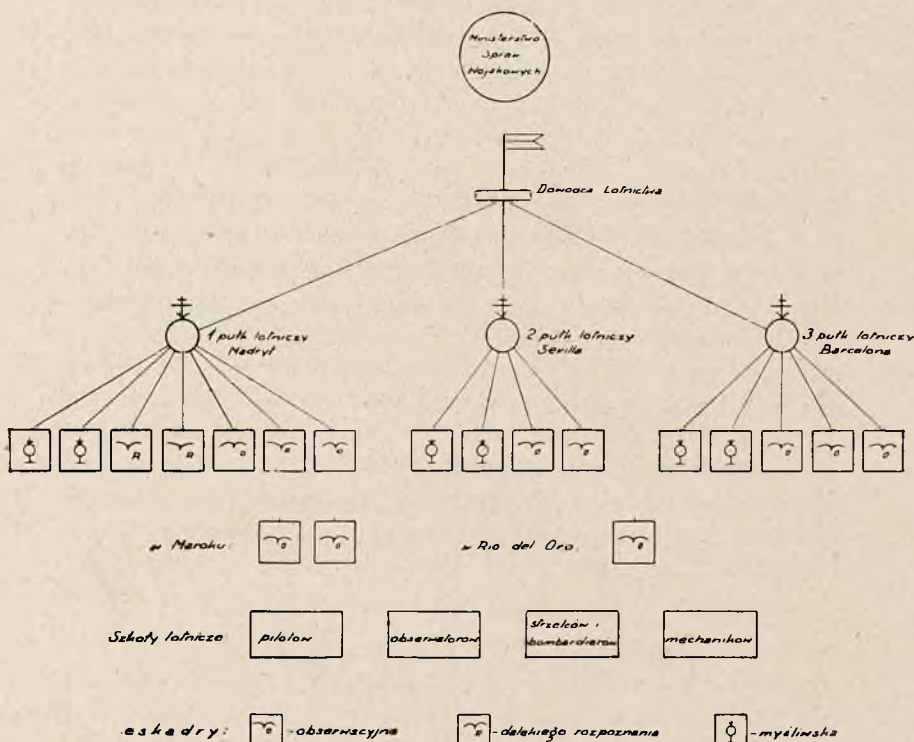 Ministerstwo
Spraw
Wojskowych
Dowódca Lotnictwa
1 pułk lotniczy
Madryt
2 pułk lotniczy
Sevilla
3 pułk lotniczy
Barcelona
R
R
o
o
o
o
o
o
o
w Maroku:
o
o
w Rio del Oro:
o
Szkoły lotnicze
pilotów
obserwatorów
strzelców i
bombardierów
mechaników
eskadry:
o
-obserwacyjna
R
-dalekiego rozpoznania
-myśliwska